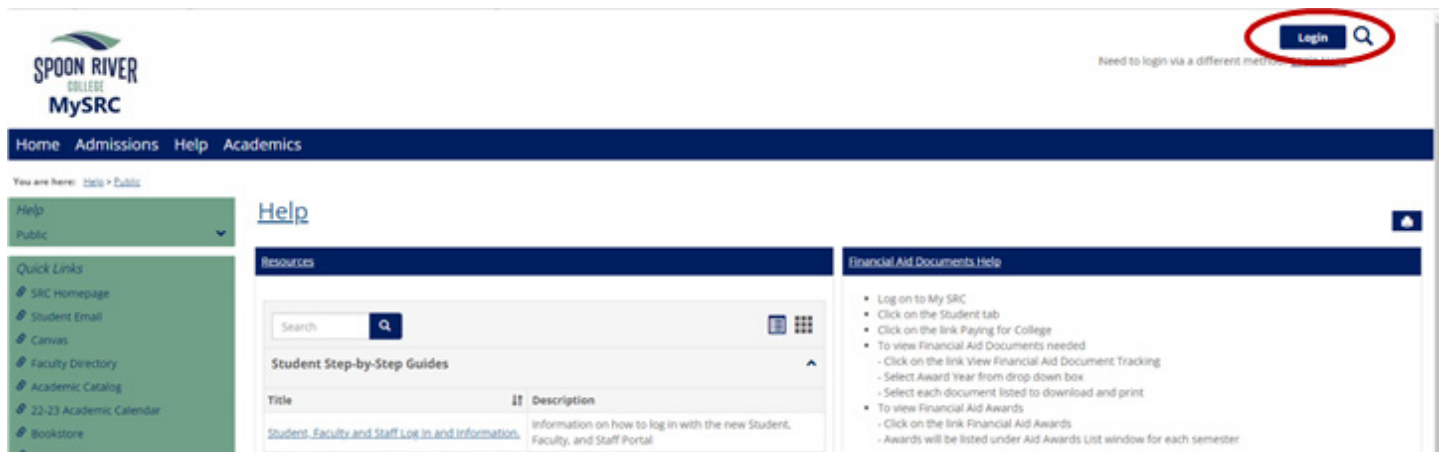 Login
Need to login via a different method?
SPOON RIVER
COLLEGE
MySRC
Home Admissions Help Academics
You are here: Help > Public
Help
Public
Quick Links
SRC Homepage
Student Email
Canvas
Faculty Directory
Academic Catalog
22-23 Academic Calendar
Bookstore
Help
Resources
Search
Student Step-by-Step Guides
Title Description
Student, Faculty and Staff Log In and Information.
Information on how to log in with the new Student,
Faculty, and Staff Portal
Financial Aid Documents Help
Log on to My SRC
Click on the Student tab
Click on the link Paying for College
To view Financial Aid Documents needed
- Click on the link View Financial Aid Document Tracking
- Select Award Year from drop down box
- Select each document listed to download and print
To view Financial Aid Awards
- Click on the link Financial Aid Awards
- Awards will be listed under Aid Awards List window for each semester